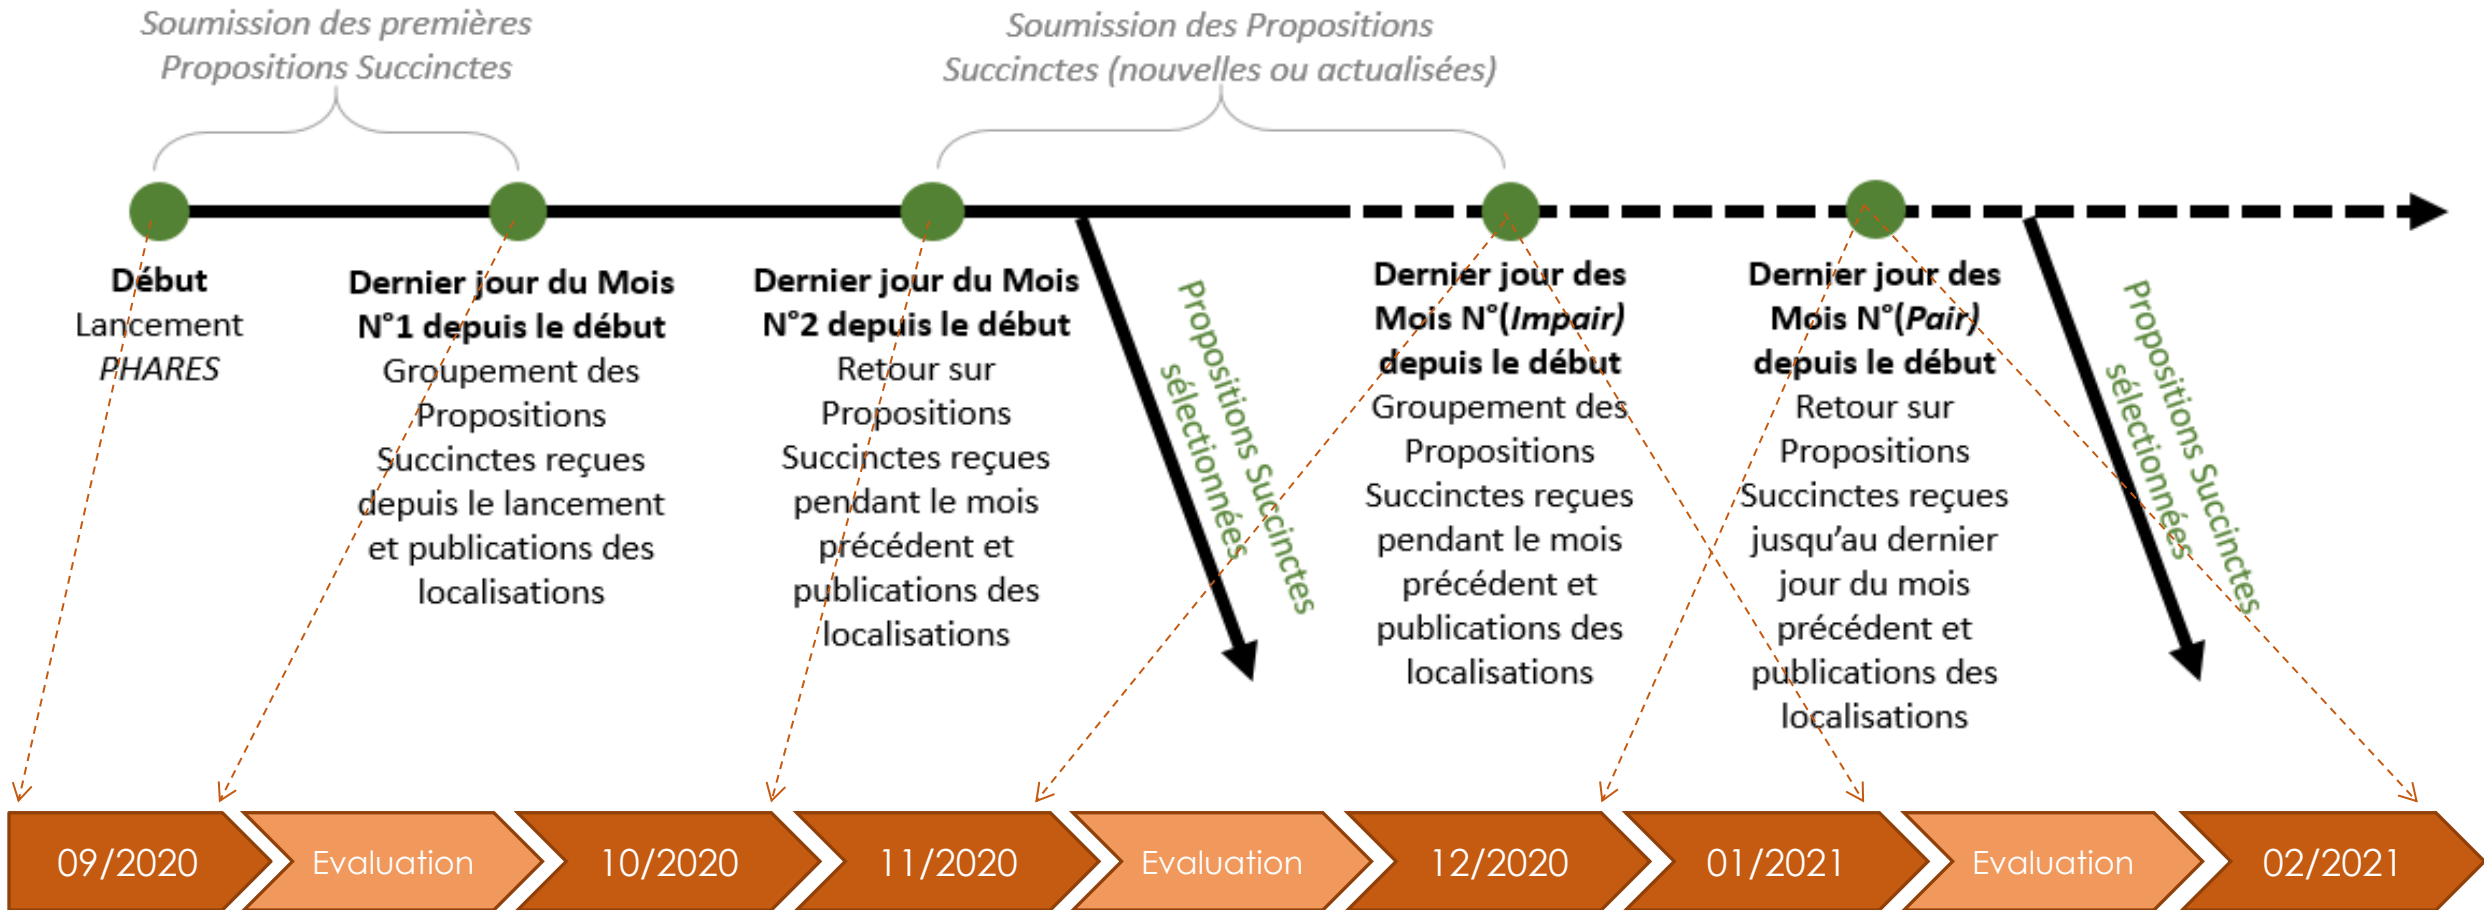 Soumission des premières
Propositions Succinctes
Soumission des Propositions
Succinctes (nouvelles ou actualisées)
Début
Lancement
PHARES
Dernier jour du Mois
N°1 depuis le début
Groupement des
Propositions
Succinctes reçues
depuis le lancement
et publications des
localisations
Dernier jour du Mois
N°2 depuis le début
Retour sur
Propositions
Succinctes reçues
pendant le mois
précédent et
publications des
localisations
Propositions Succinctes
sélectionnées
Dernier jour des
Mois N°(Impair)
depuis le début
Groupement des
Propositions
Succinctes reçues
pendant le mois
précédent et
publications des
localisations
Dernier jour des
Mois N°(Pair)
depuis le début
Retour sur
Propositions
Succinctes reçues
jusqu'au dernier
jour du mois
précédent et
publications des
localisations
Propositions Succinctes
sélectionnées
09/2020
Evaluation
10/2020
11/2020
Evaluation
12/2020
01/2021
Evaluation
02/2021